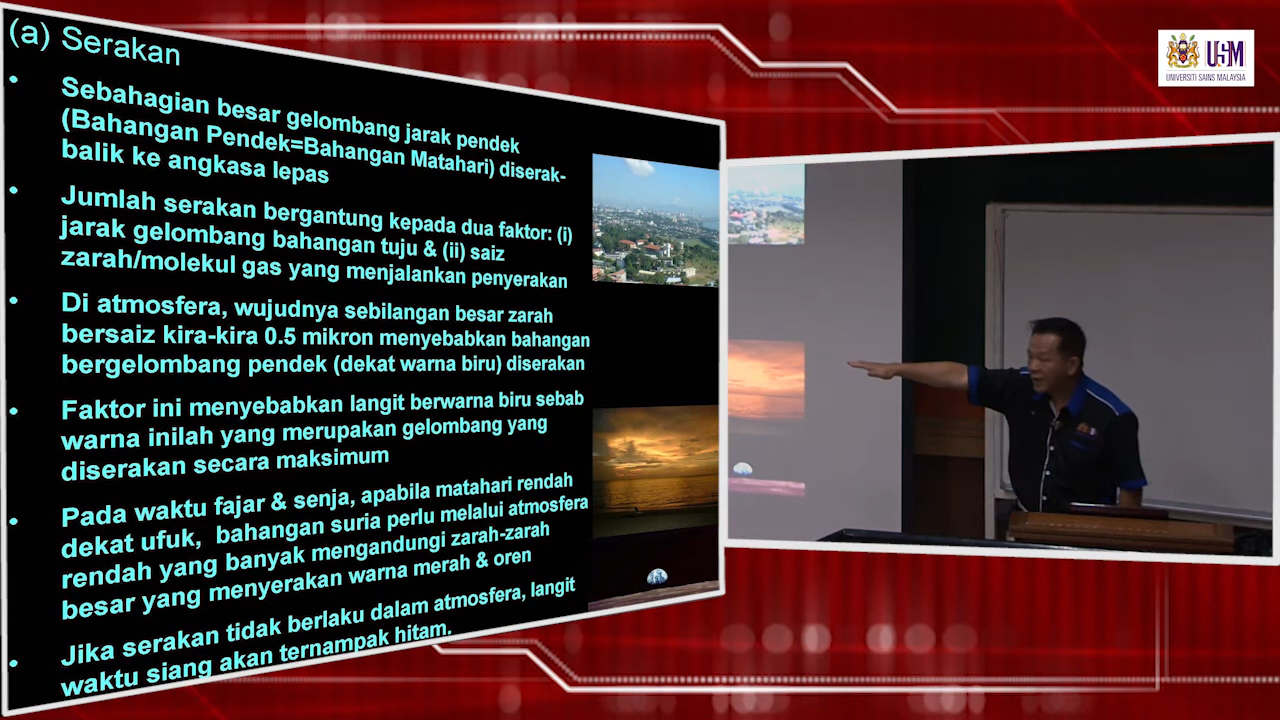 (a) Serakan
• Sebahagian besar gelombang jarak pendek
(Bahangan Pendek=Bahangan Matahari) diserak-
balik ke angkasa lepas
• Jumlah serakan bergantung kepada dua faktor: (i)
jarak gelombang bahangan tuju & (ii) saiz
zarah/molekul gas yang menjalankan penyerakan
• Di atmosfera, wujudnya sebilangan besar zarah
bersaiz kira-kira 0.5 mikron menyebabkan bahangan
bergelombang pendek (dekat warna biru) diserakan
• Faktor ini menyebabkan langit berwarna biru sebab
warna inilah yang merupakan gelombang yang
diserakan secara maksimum
• Pada waktu fajar & senja, apabila matahari rendah
dekat ufuk, bahangan suria perlu melalui atmosfera
rendah yang banyak mengandungi zarah-zarah
besar yang menyerakan warna merah & oren
• Jika serakan tidak berlaku dalam atmosfera, langit
waktu siang akan ternampak hitam.
USM
UNIVERSITI SAINS MALAYSIA